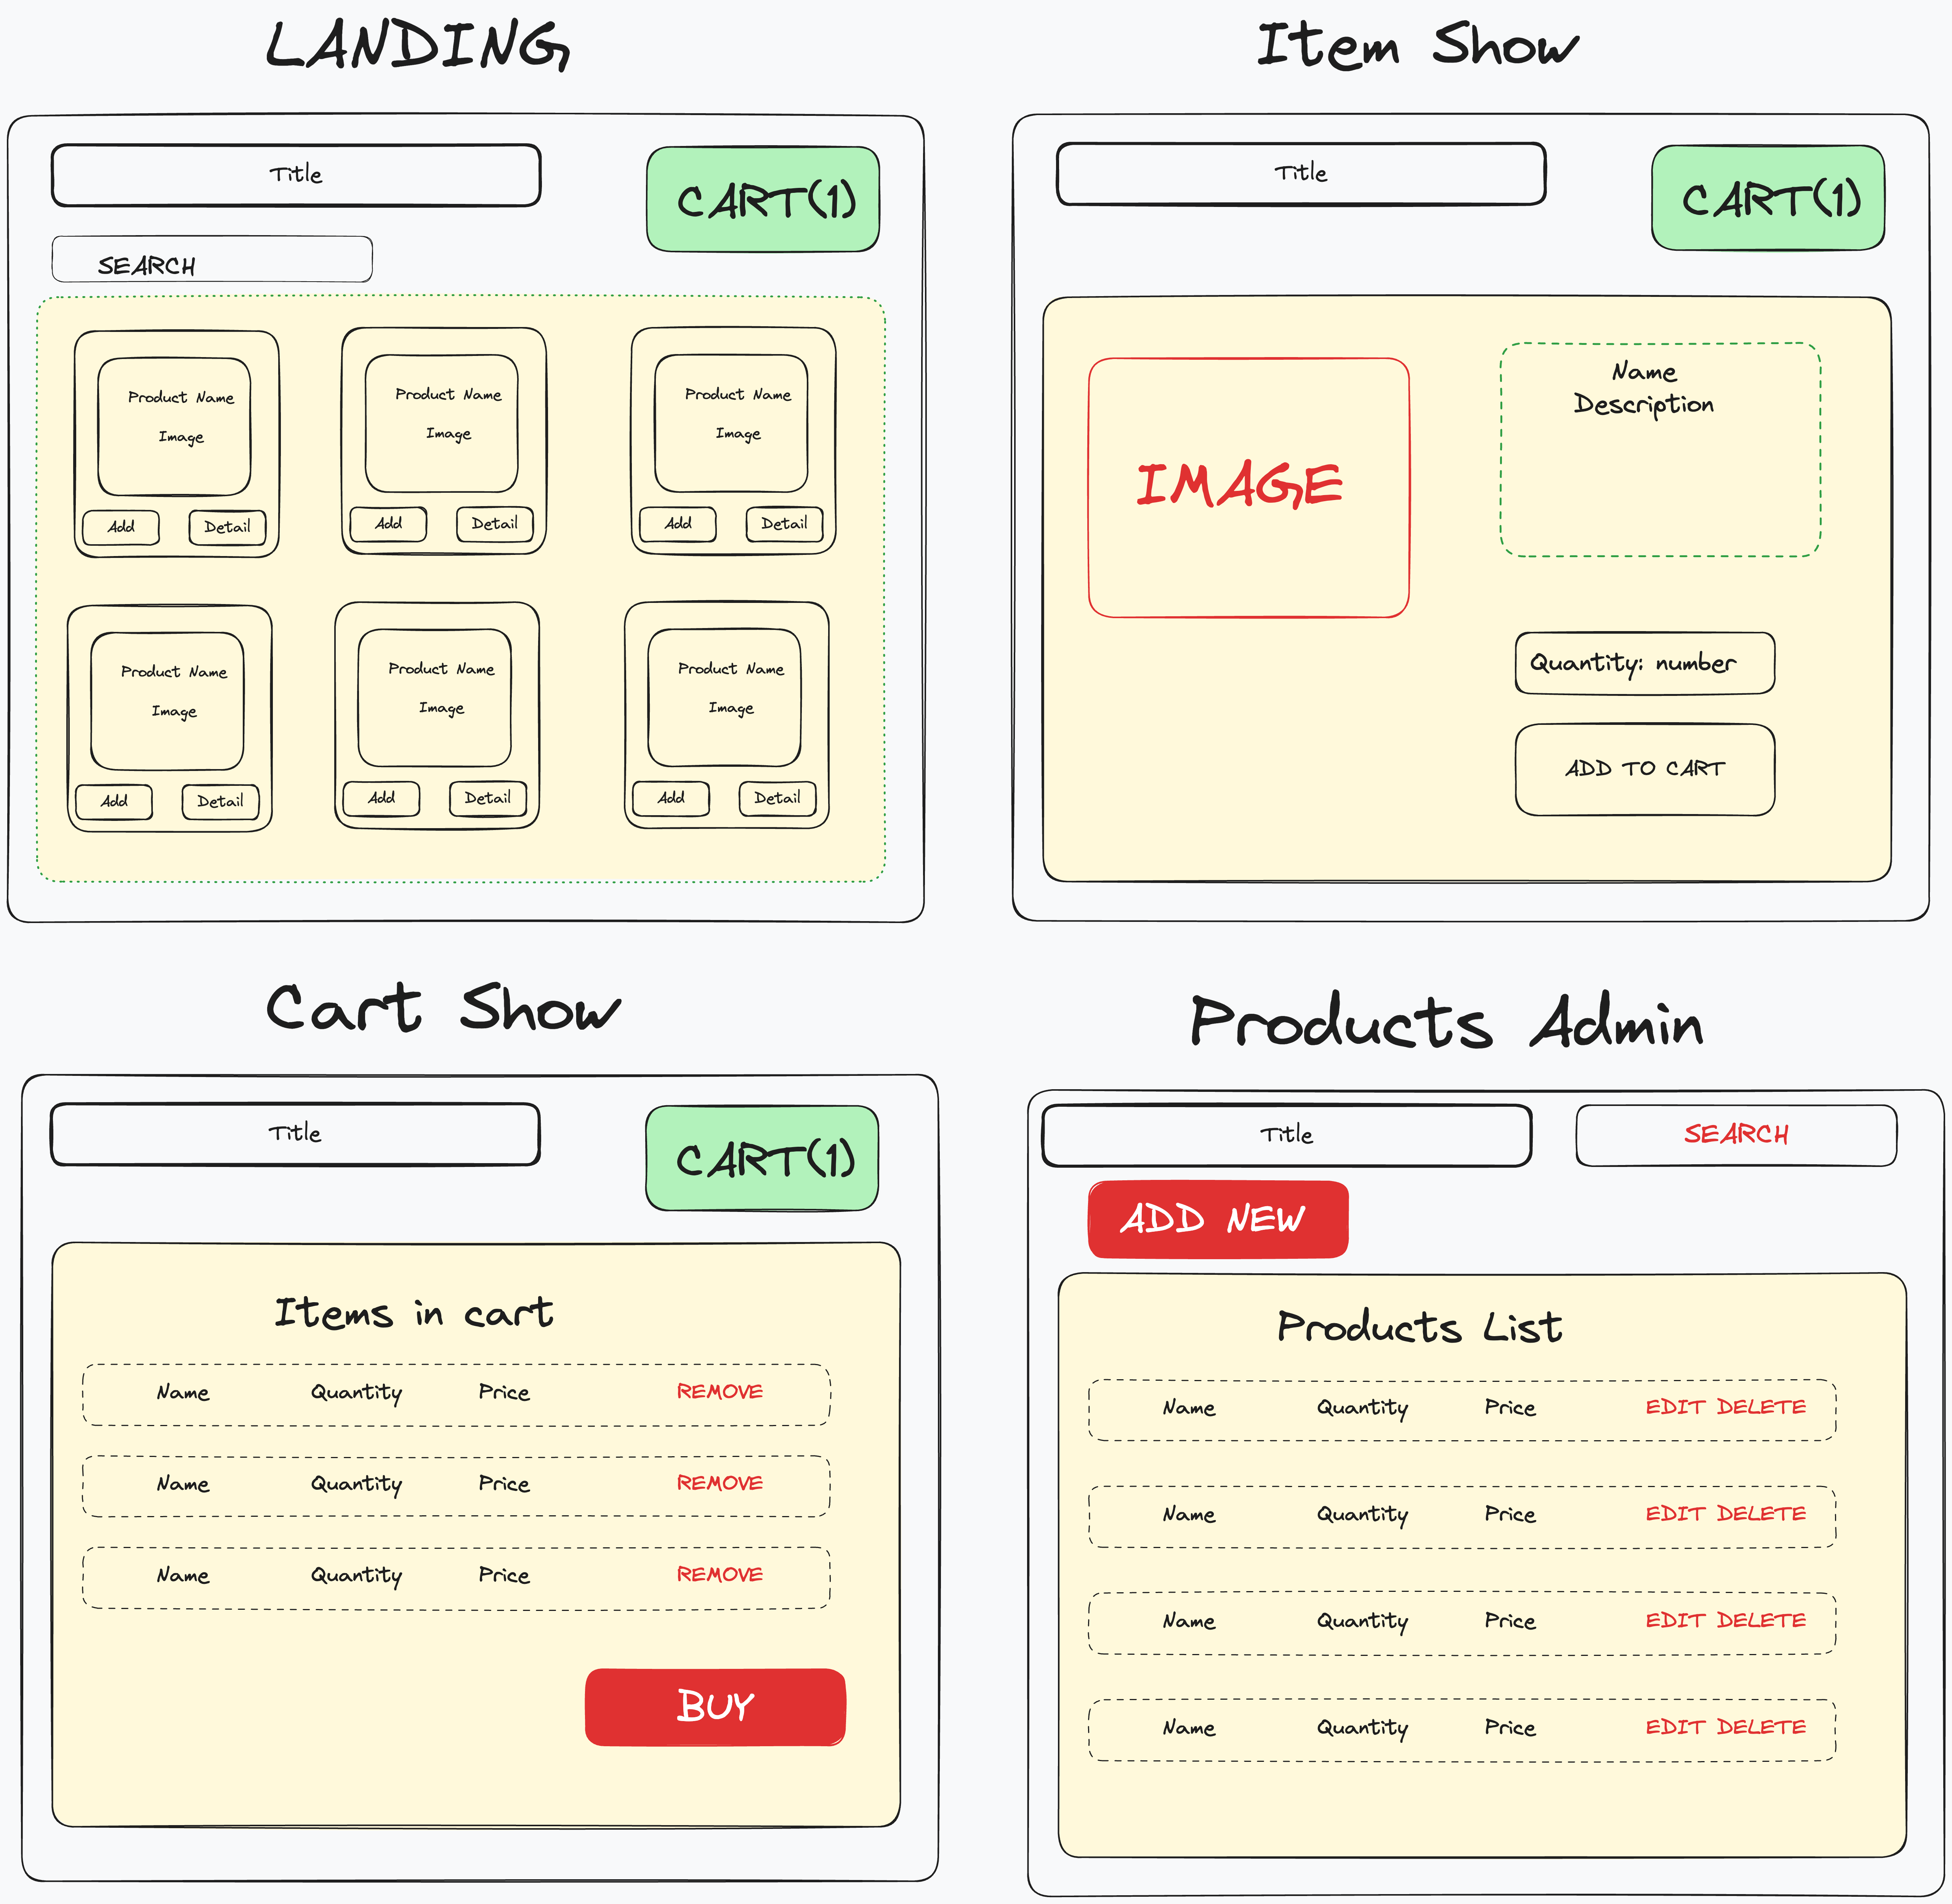 LANDING
Title
CART(1)
SEARCH
Product Name
Image
Add
Detail
Product Name
Image
Add
Detail
Product Name
Image
Add
Detail
Product Name
Image
Add
Detail
Product Name
Image
Add
Detail
Product Name
Image
Add
Detail
Item Show
Title
CART(1)
IMAGE
Name
Description
Quantity: number
ADD TO CART
Cart Show
Title
CART(1)
Items in cart
Name Quantity Price REMOVE
Name Quantity Price REMOVE
Name Quantity Price REMOVE
BUY
Products Admin
Title
SEARCH
ADD NEW
Products List
Name Quantity Price EDIT DELETE
Name Quantity Price EDIT DELETE
Name Quantity Price EDIT DELETE
Name Quantity Price EDIT DELETE